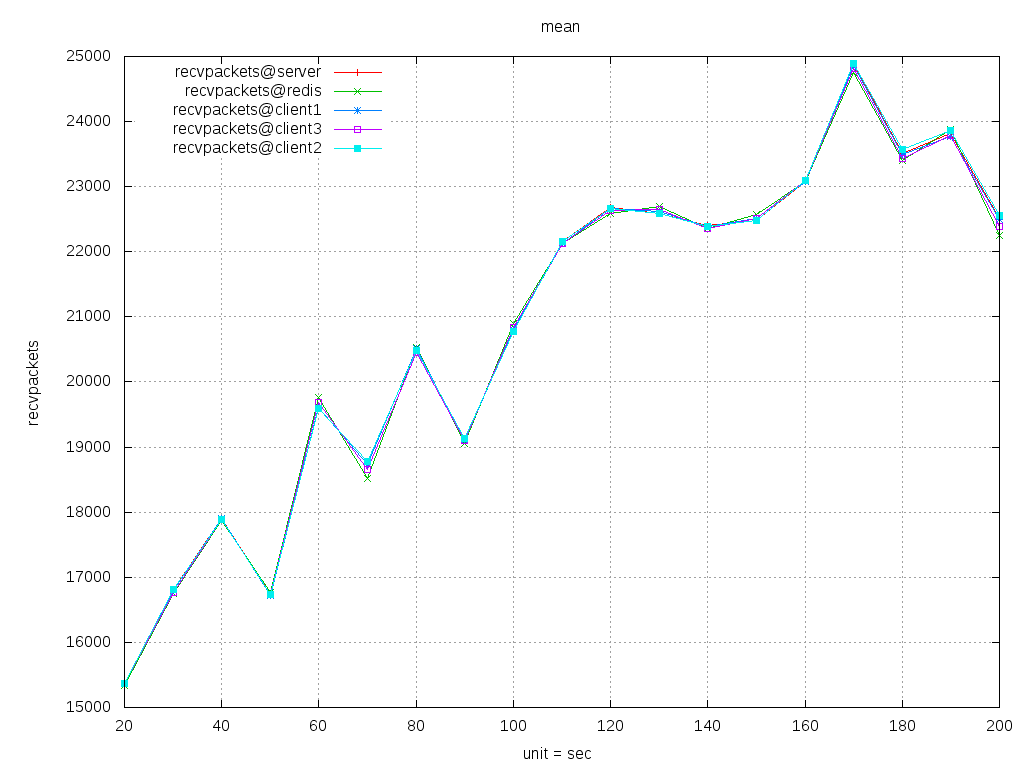 mean
25000
24000
23000
22000
21000
20000
19000
18000
17000
16000
15000
recvpackets@server
recvpackets@redis
recvpackets@client1
recvpackets@client3
recvpackets@client2
recvpackets
20 40 60 80 100 120 140 160 180 200
unit = sec